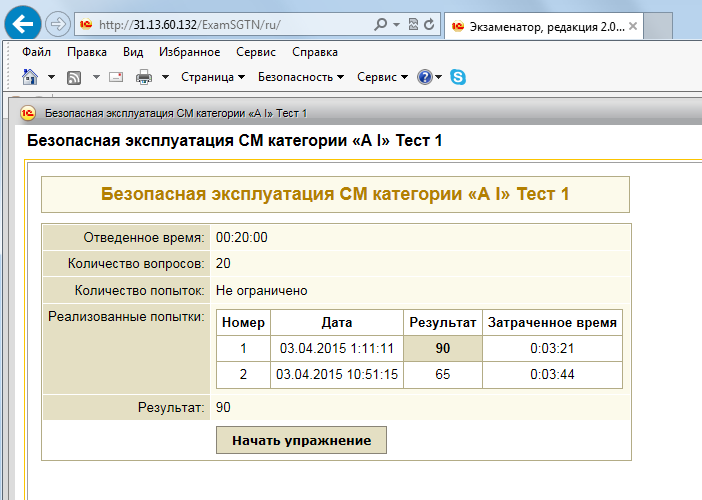 http://31.13.60.132/ExamSGTN/ru/
Экзаменатор, редакция 2.0...
Файл Правка Вид Избранное Сервис Справка
Страница Безопасность Сервис
Безопасная эксплуатация СМ категории «А I» Тест 1
Безопасная эксплуатация СМ категории «А I» Тест 1
Безопасная эксплуатация СМ категории «А I» Тест 1
Отведенное время: 00:20:00
Количество вопросов: 20
Количество попыток: Не ограничено
Реализованные попытки:
Номер Дата Результат Затраченное время
1 03.04.2015 1:11:11 90 0:03:21
2 03.04.2015 10:51:15 65 0:03:44
Результат: 90
Начать упражнение